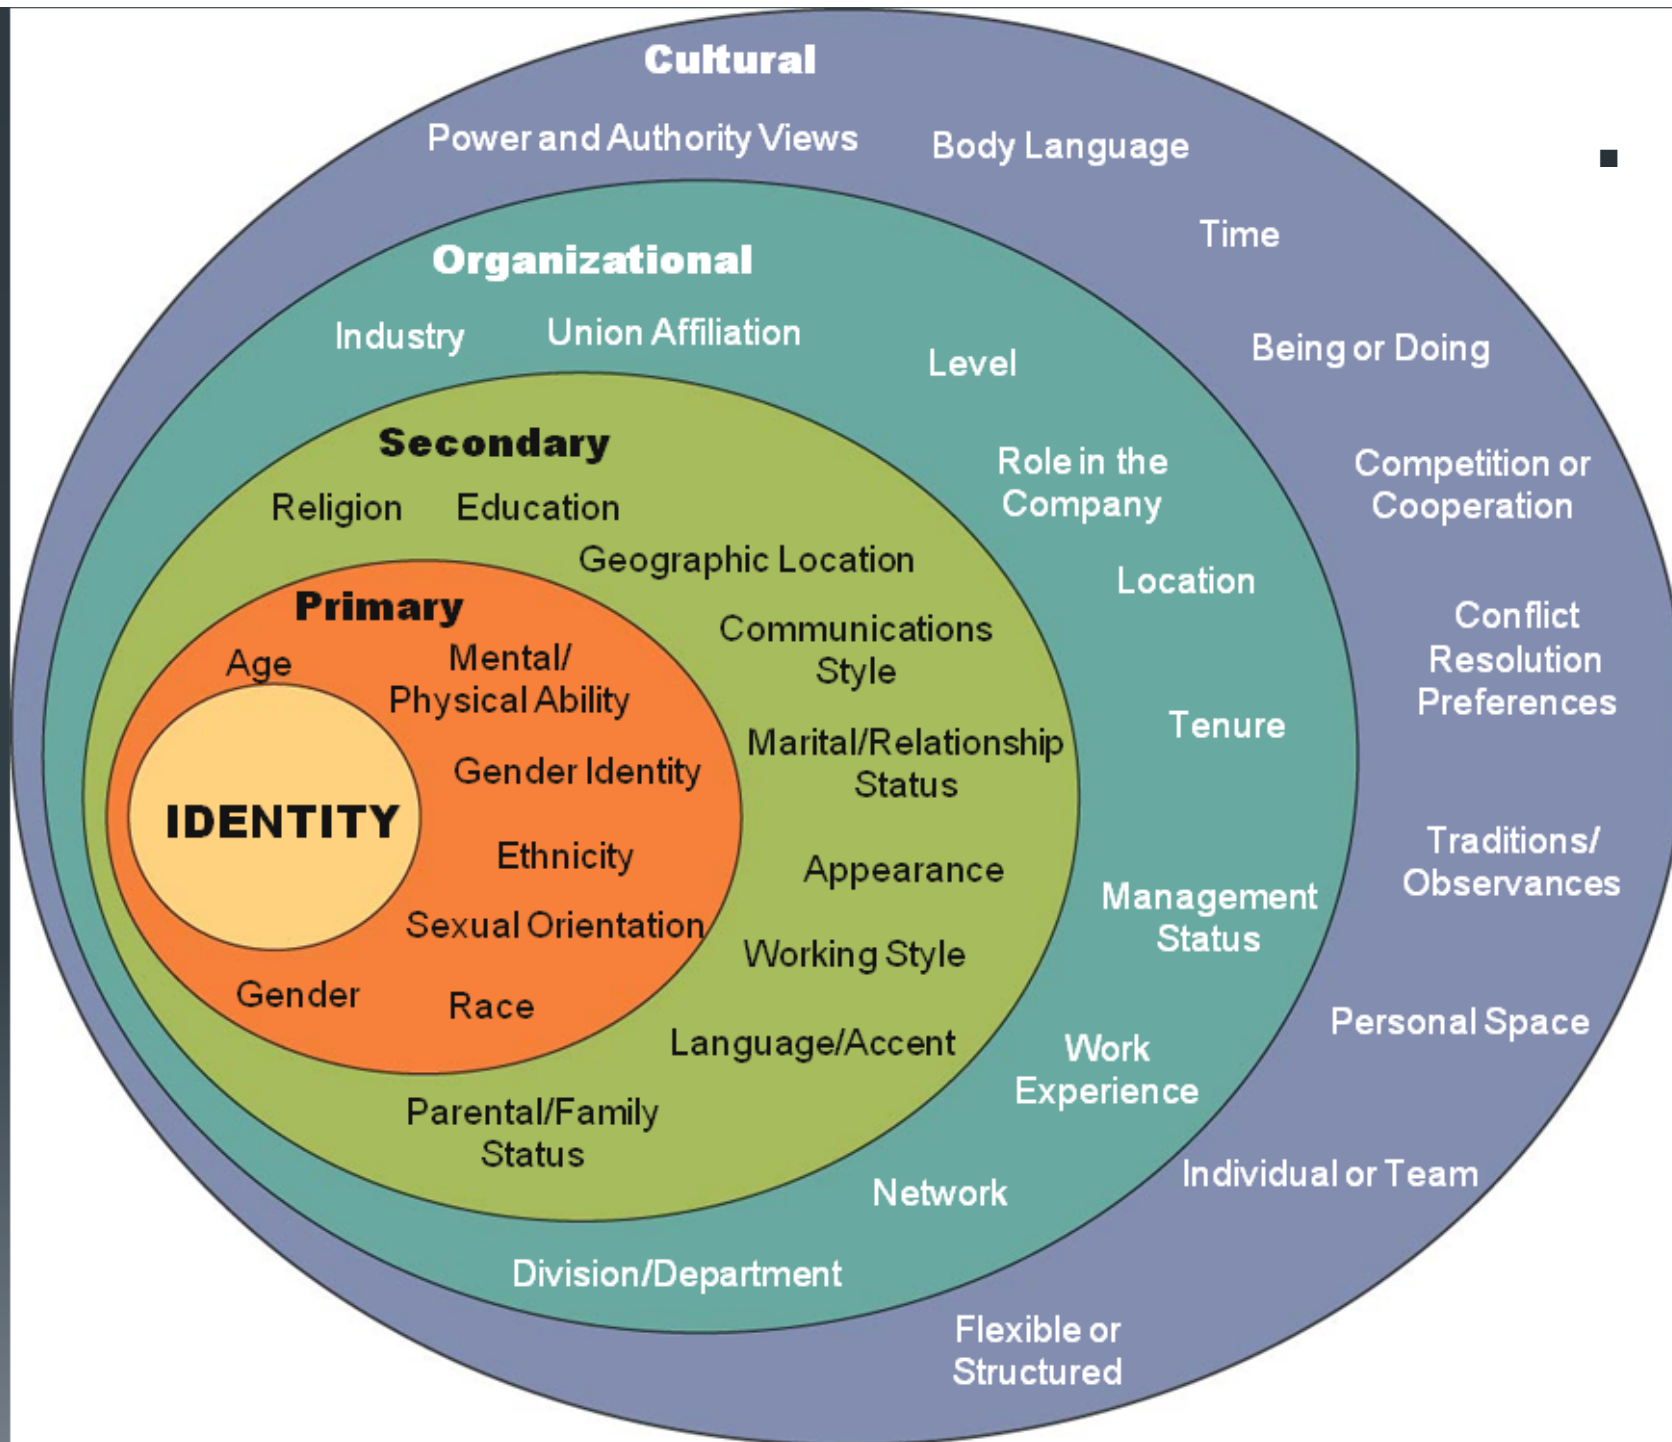 Cultural
Power and Authority Views
Body Language
Time
Being or Doing
Competition or
Cooperation
Conflict
Resolution
Preferences
Traditions/
Observances
Personal Space
Individual or Team
Flexible or
Structured
Organizational
Industry
Union Affiliation
Level
Role in the
Company
Location
Tenure
Management
Status
Work
Experience
Network
Division/Department
Secondary
Religion
Education
Geographic Location
Communications
Style
Marital/Relationship
Status
Appearance
Working Style
Language/Accent
Parental/Family
Status
Primary
Age
Mental/
Physical Ability
Gender Identity
Ethnicity
Sexual Orientation
Race
Gender
IDENTITY